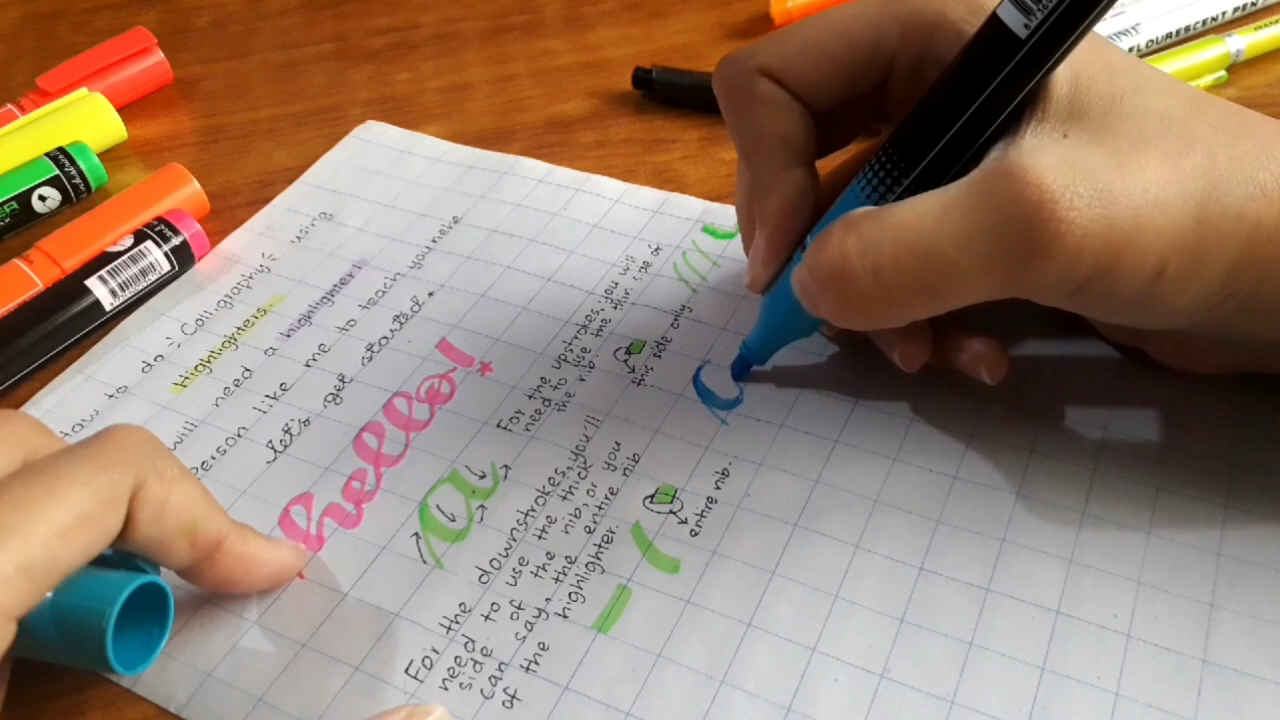 How to do "Calligraphy" using
Highlighters.
will need a highlighter!
person like me to teach you here
let's get started.
hello!
a
For the upstrokes, you will
need to use the thin side of
the nib.
this side only.
For the downstrokes, you'll
need to use the thick
side of the nib, or you
can say, the entire nib
of the highlighter.
entire nib.
FLOURESCENT PEN